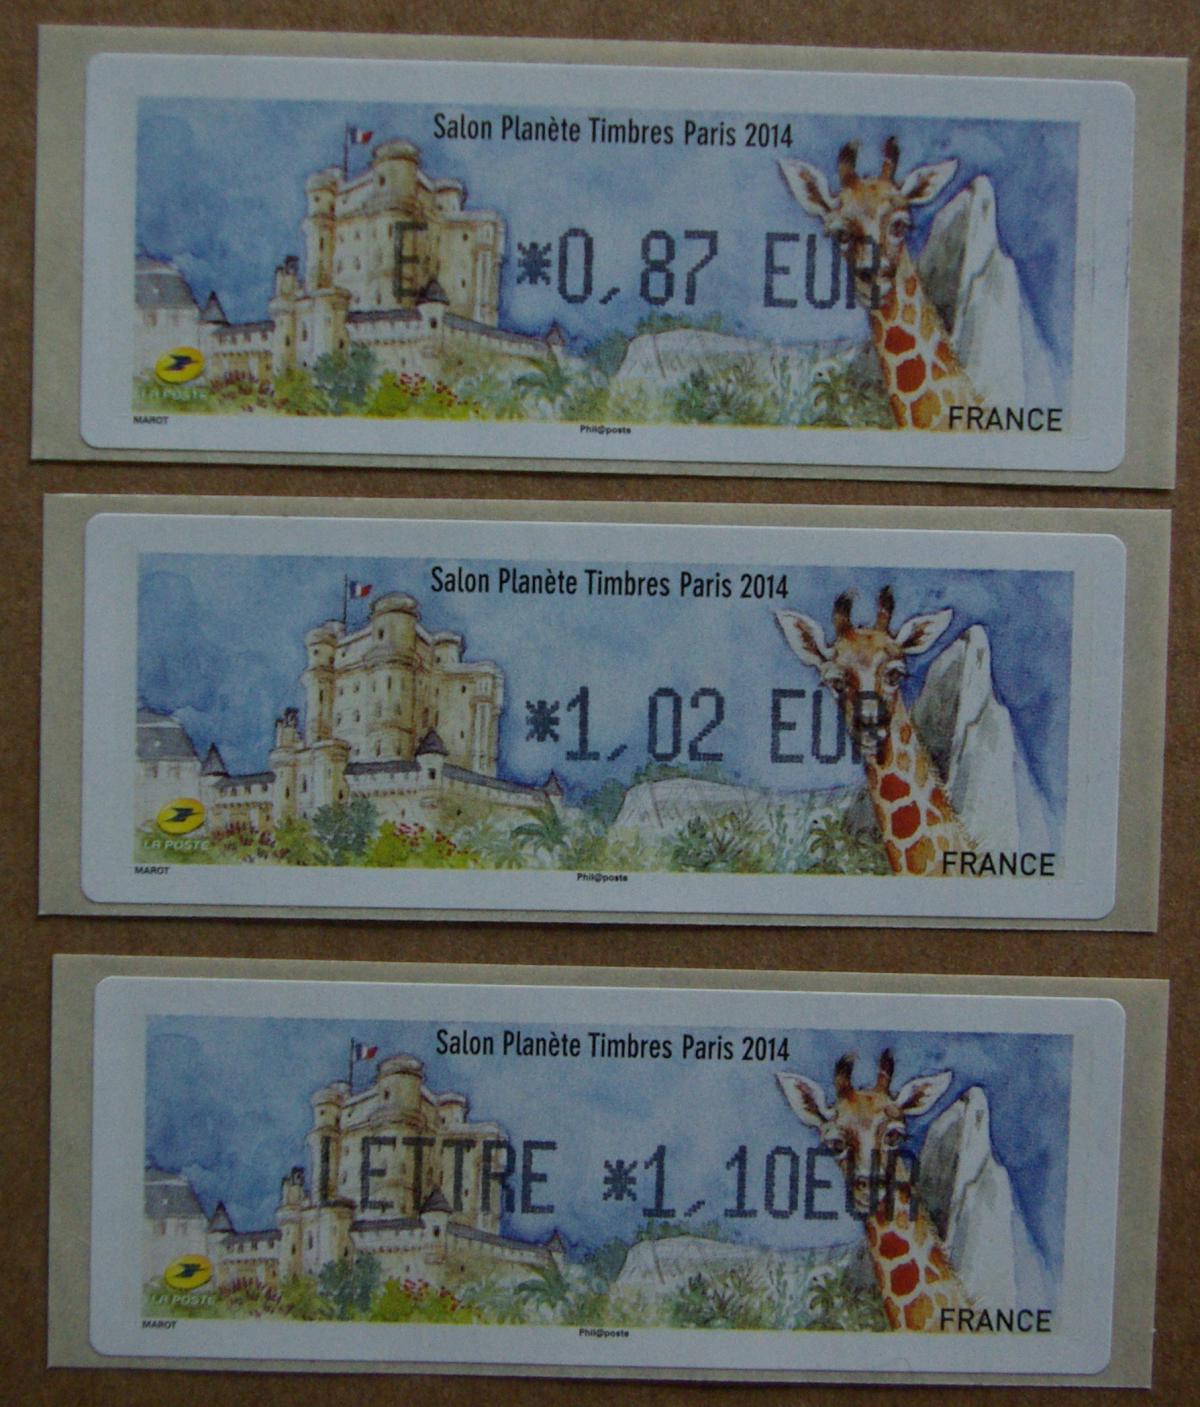 Salon Planète Timbres Paris 2014
E *0,87 EUR
LA POSTE
FRANCE
MAROT
Phil@poste
Salon Planète Timbres Paris 2014
*1,02 EUR
LA POSTE
FRANCE
MAROT
Phil@poste
Salon Planète Timbres Paris 2014
LETTRE *1,10EUR
LA POSTE
FRANCE
MAROT
Phil@poste